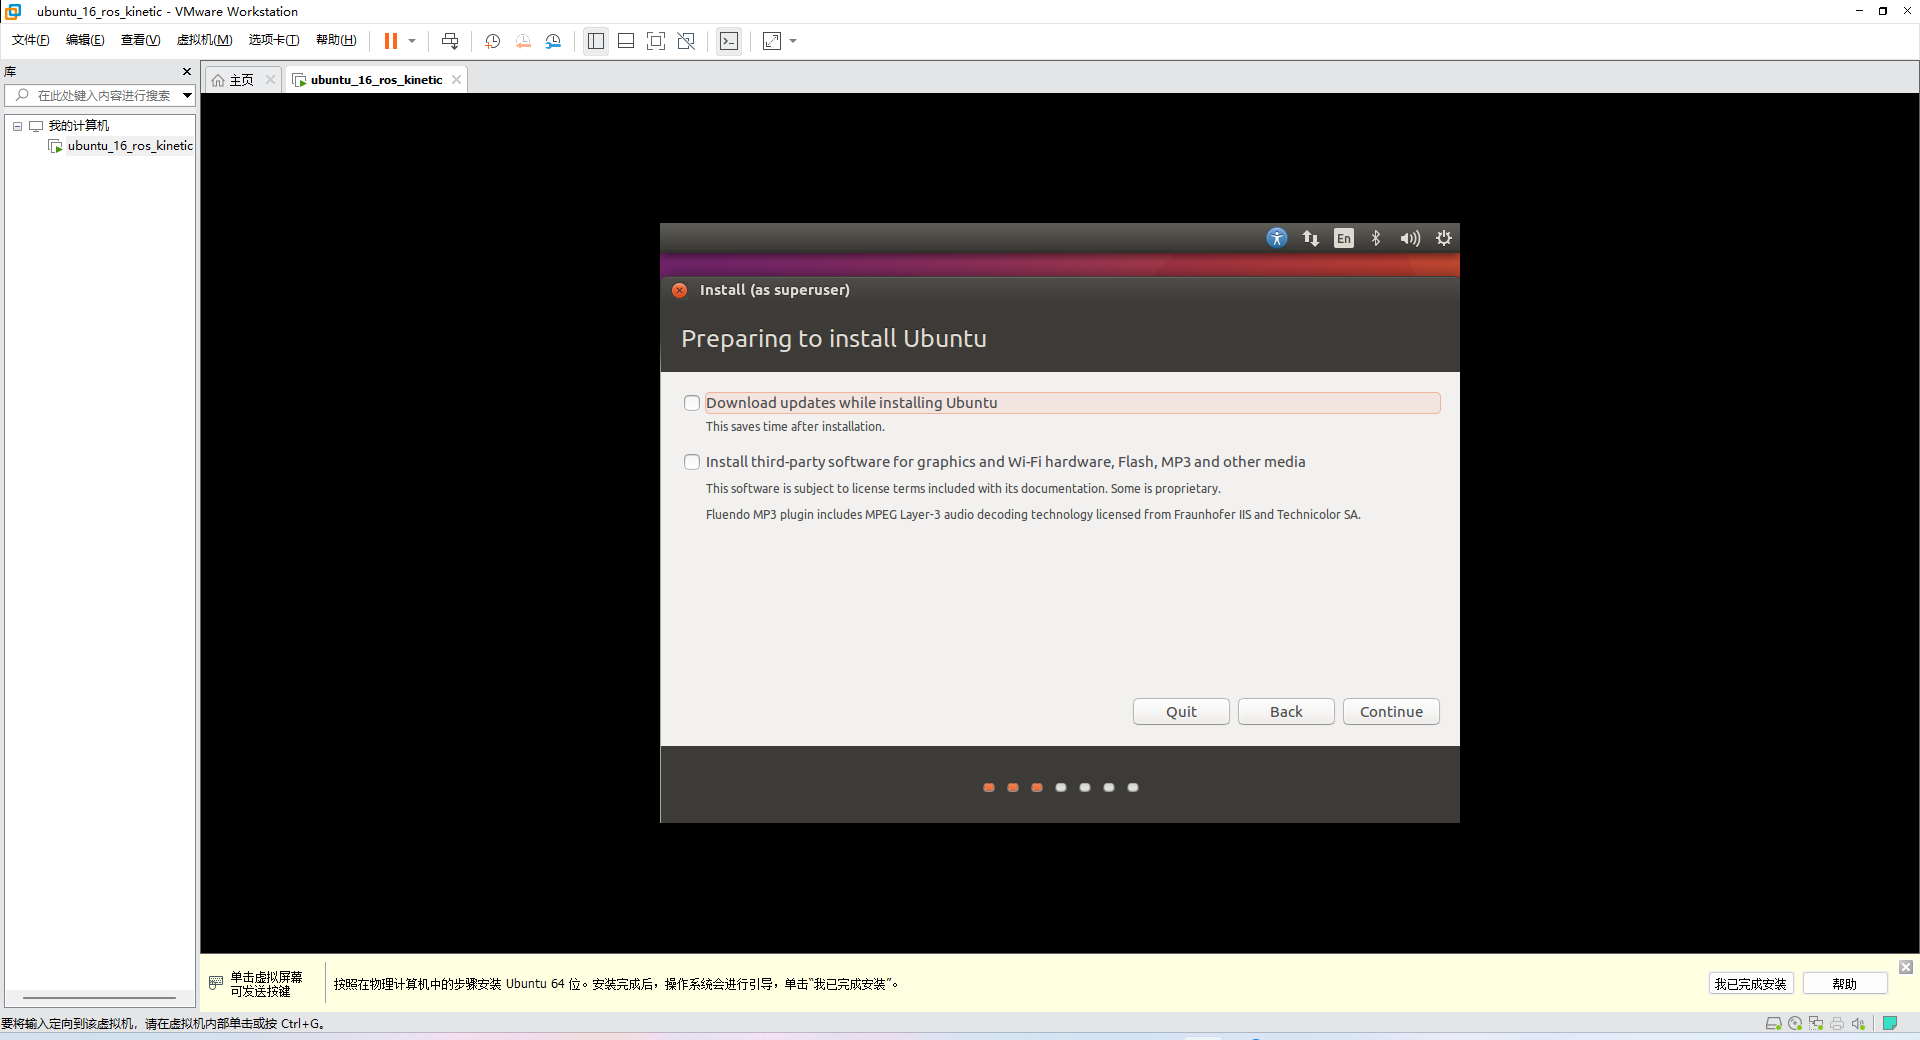 ubuntu_16_ros_kinetic - VMware Workstation
文件(F) 编辑(E) 查看(V) 虚拟机(M) 选项卡(T) 帮助(H)
库
在此处键入内容进行搜索
我的计算机
ubuntu_16_ros_kinetic
主页
ubuntu_16_ros_kinetic
En
Install (as superuser)
Preparing to install Ubuntu
Download updates while installing Ubuntu
This saves time after installation.
Install third-party software for graphics and Wi-Fi hardware, Flash, MP3 and other media
This software is subject to license terms included with its documentation. Some is proprietary.
Fluendo MP3 plugin includes MPEG Layer-3 audio decoding technology licensed from Fraunhofer IIS and Technicolor SA.
Quit Back Continue
单击虚拟屏幕
可发送按键
按照在物理计算机中的步骤安装 Ubuntu 64 位。安装完成后，操作系统会进行引导，单击“我已完成安装”。
我已完成安装 帮助
要将输入定向到该虚拟机，请在虚拟机内部单击或按 Ctrl+G。